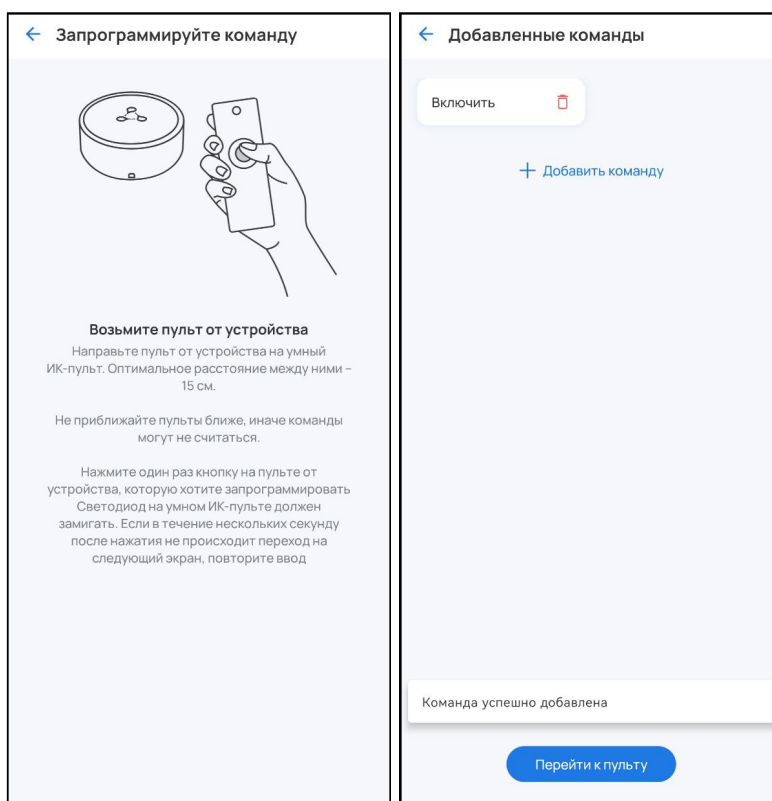 Запрограммируйте команду
Возьмите пульт от устройства
Направьте пульт от устройства на умный
ИК-пульт. Оптимальное расстояние между ними –
15 см.
Не приближайте пульты ближе, иначе команды
могут не считаться.
Нажмите один раз кнопку на пульте от
устройства, которую хотите запрограммировать
Светодиод на умном ИК-пульте должен
замигать. Если в течение нескольких секунду
после нажатия не происходит переход на
следующий экран, повторите ввод
Добавленные команды
Включить
Добавить команду
Команда успешно добавлена
Перейти к пульту